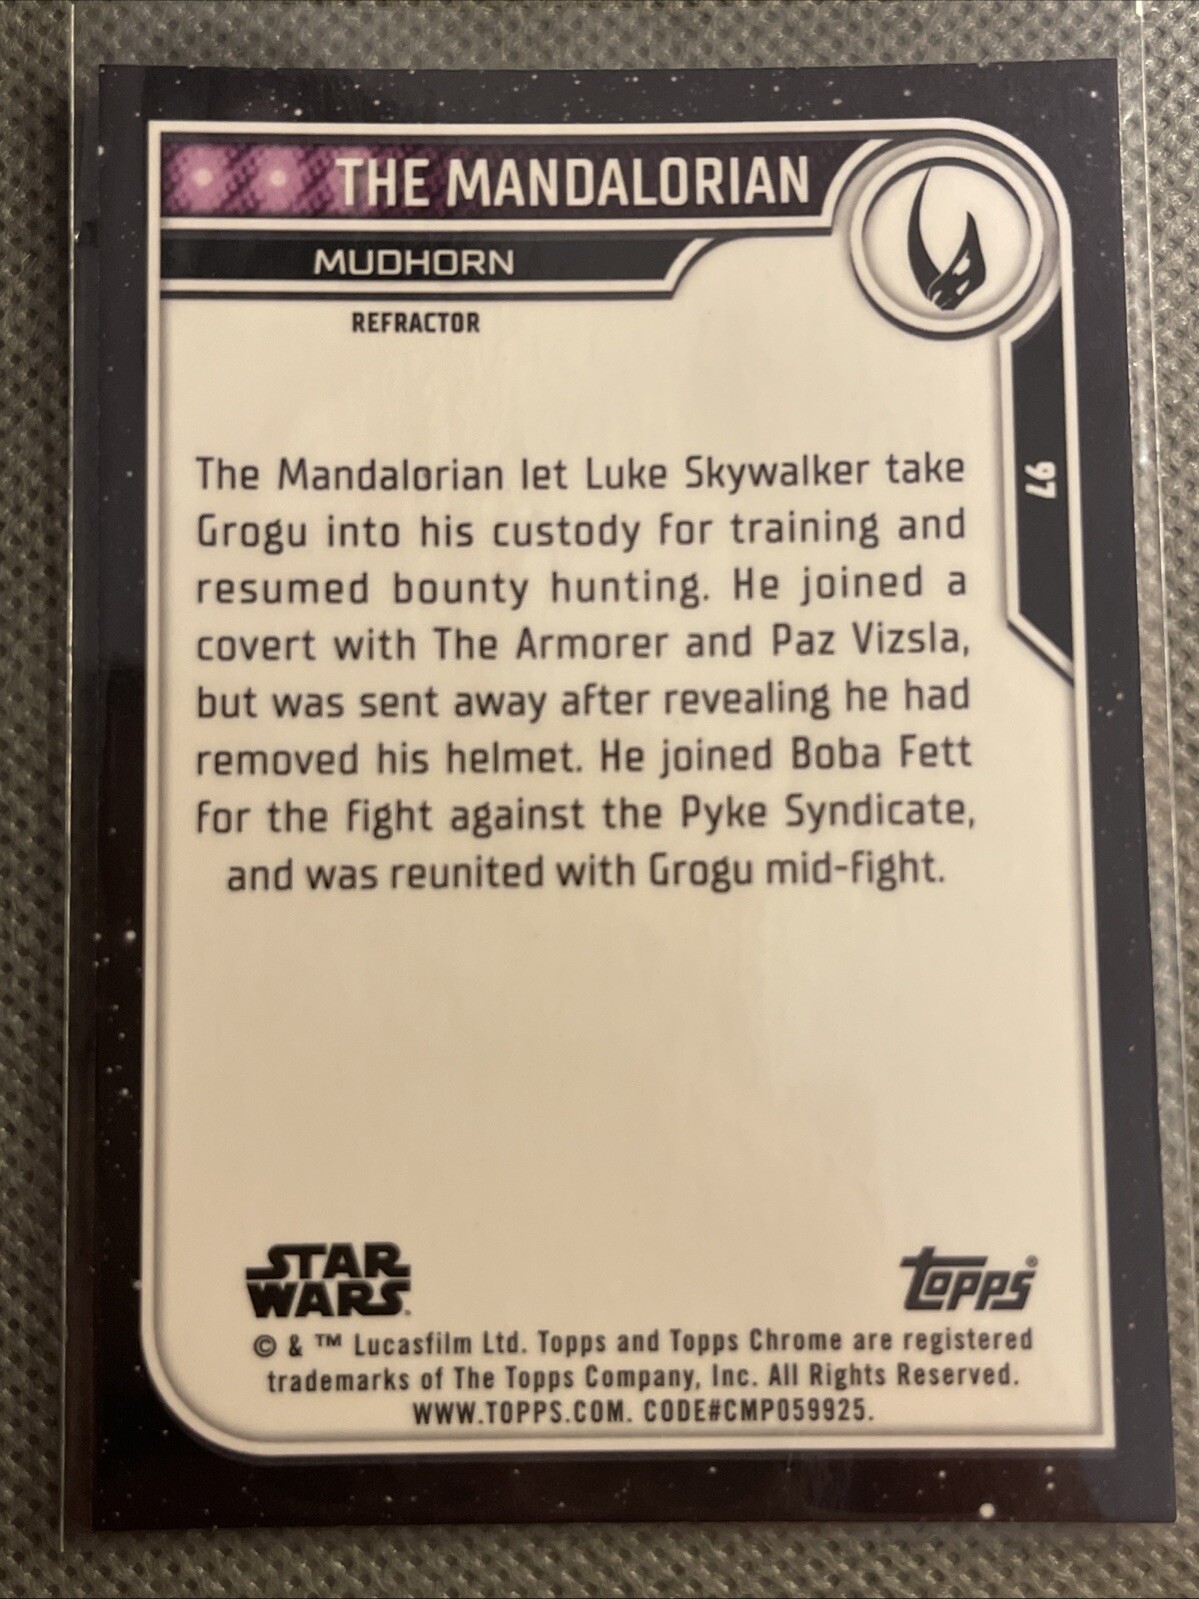 THE MANDALORIAN
MUDHORN
REFRACTOR
97
The Mandalorian let Luke Skywalker take
Grogu into his custody for training and
resumed bounty hunting. He joined a
covert with The Armorer and Paz Vizsla,
but was sent away after revealing he had
removed his helmet. He joined Boba Fett
for the fight against the Pyke Syndicate,
and was reunited with Grogu mid-fight.
STAR
WARS.
Topps®
© & ™ Lucasfilm Ltd. Topps and Topps Chrome are registered
trademarks of The Topps Company, Inc. All Rights Reserved.
WWW.TOPPS.COM. CODE#CMP059925.